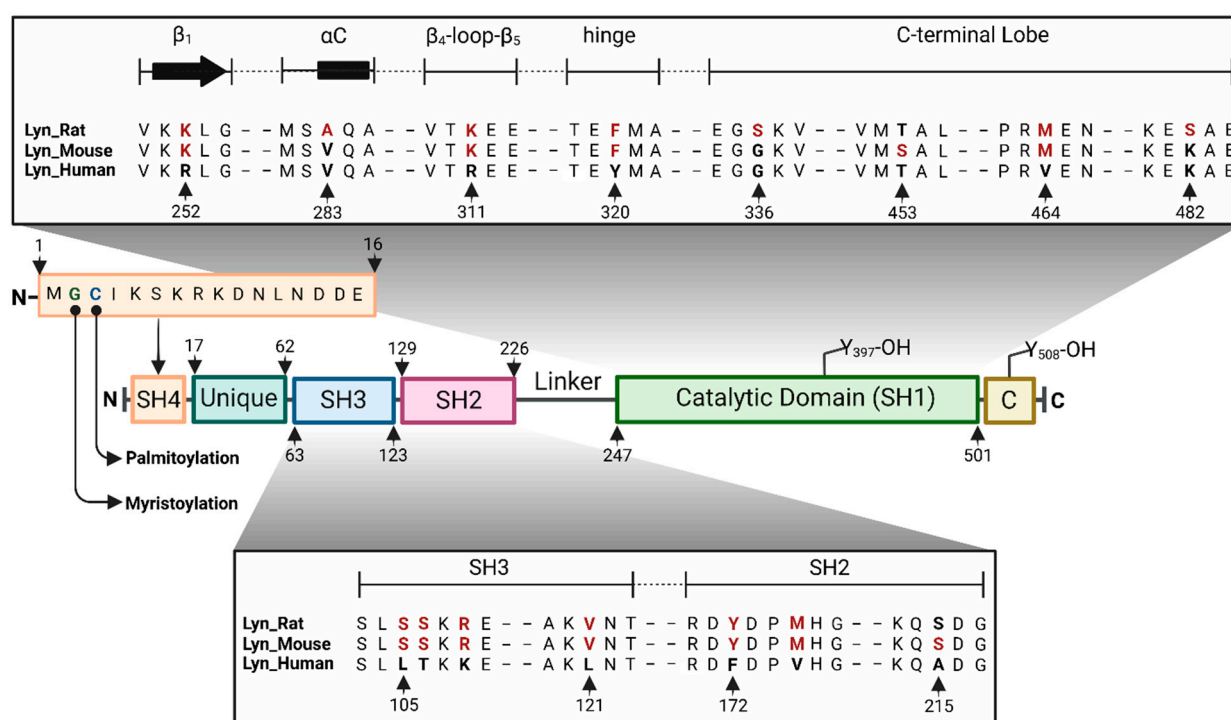 β1 αC β4-loop-β5 hinge C-terminal Lobe
Lyn_Rat V K K L G -- M S A Q A -- V T K E E -- T E F M A -- E G S K V -- V M T A L -- P R M E N -- K E S A E
Lyn_Mouse V K K L G -- M S V Q A -- V T K E E -- T E F M A -- E G G K V -- V M S A L -- P R M E N -- K E K A E
Lyn_Human V K R L G -- M S V Q A -- V T R E E -- T E Y M A -- E G G K V -- V M T A L -- P R V E N -- K E K A E
252 283 311 320 336 453 464 482
1 16
N- M G C I K S K R K D N L N D D E
17 62 129 226 Y397-OH Y508-OH
N SH4 Unique SH3 SH2 Linker Catalytic Domain (SH1) C C
63 123 247 501
Palmitoylation
Myristoylation
SH3 SH2
Lyn_Rat S L S S K R E -- A K V N T -- R D Y D P M H G -- K Q S D G
Lyn_Mouse S L S S K R E -- A K V N T -- R D Y D P M H G -- K Q S D G
Lyn_Human S L L T K K E -- A K L N T -- R D F D P V H G -- K Q A D G
105 121 172 215